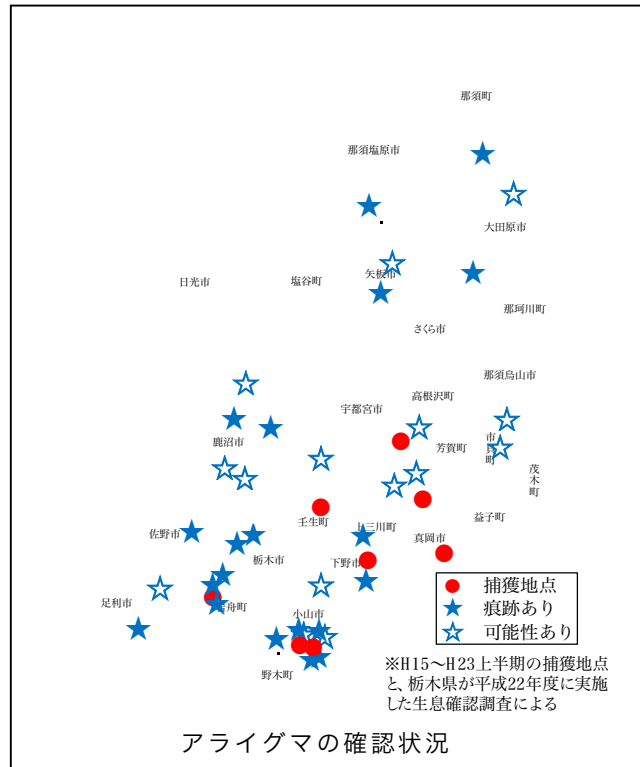 那須町
那須塩原市
大田原市
矢板市
日光市
塩谷町
那珂川町
さくら市
那須烏山市
高根沢町
宇都宮市
市貝町
鹿沼市
芳賀町
茂木町
益子町
壬生町
上三川町
佐野市
真岡市
栃木市
下野市
足利市
岩舟町
小山市
野木町
捕獲地点
痕跡あり
可能性あり
※H15～H23上半期の捕獲地点
と、栃木県が平成22年度に実施
した生息確認調査による
アライグマの確認状況